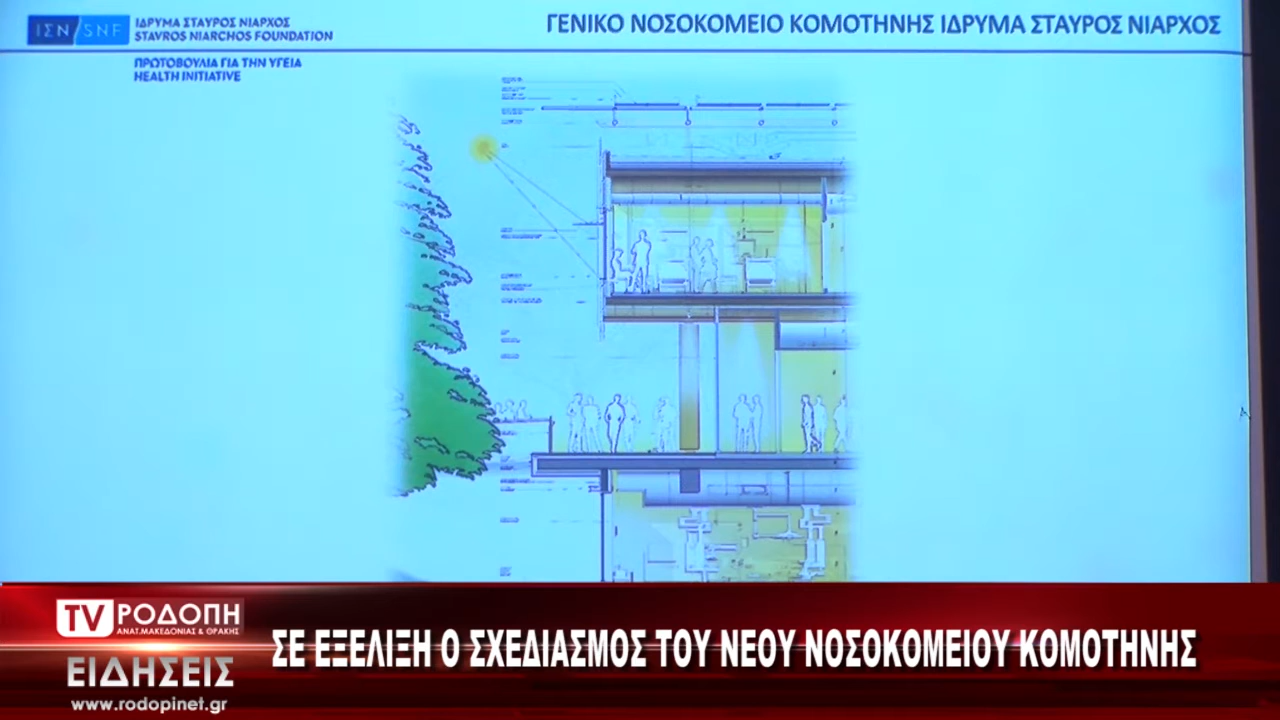 ΙΣΝ/SNF
ΙΔΡΥΜΑ ΣΤΑΥΡΟΣ ΝΙΑΡΧΟΣ
STAVROS NIARCHOS FOUNDATION
ΠΡΩΤΟΒΟΥΛΙΑ ΓΙΑ ΤΗΝ ΥΓΕΙΑ
HEALTH INITIATIVE
ΓΕΝΙΚΟ ΝΟΣΟΚΟΜΕΙΟ ΚΟΜΟΤΗΝΗΣ ΙΔΡΥΜΑ ΣΤΑΥΡΟΣ ΝΙΑΡΧΟΣ
TV ΡΟΔΟΠΗ
ΑΝΑΤ.ΜΑΚΕΔΟΝΙΑΣ & ΘΡΑΚΗΣ
ΕΙΔΗΣΕΙΣ
www.rodopinet.gr
ΣΕ ΕΞΕΛΙΞΗ Ο ΣΧΕΔΙΑΣΜΟΣ ΤΟΥ ΝΕΟΥ ΝΟΣΟΚΟΜΕΙΟΥ ΚΟΜΟΤΗΝΗΣ